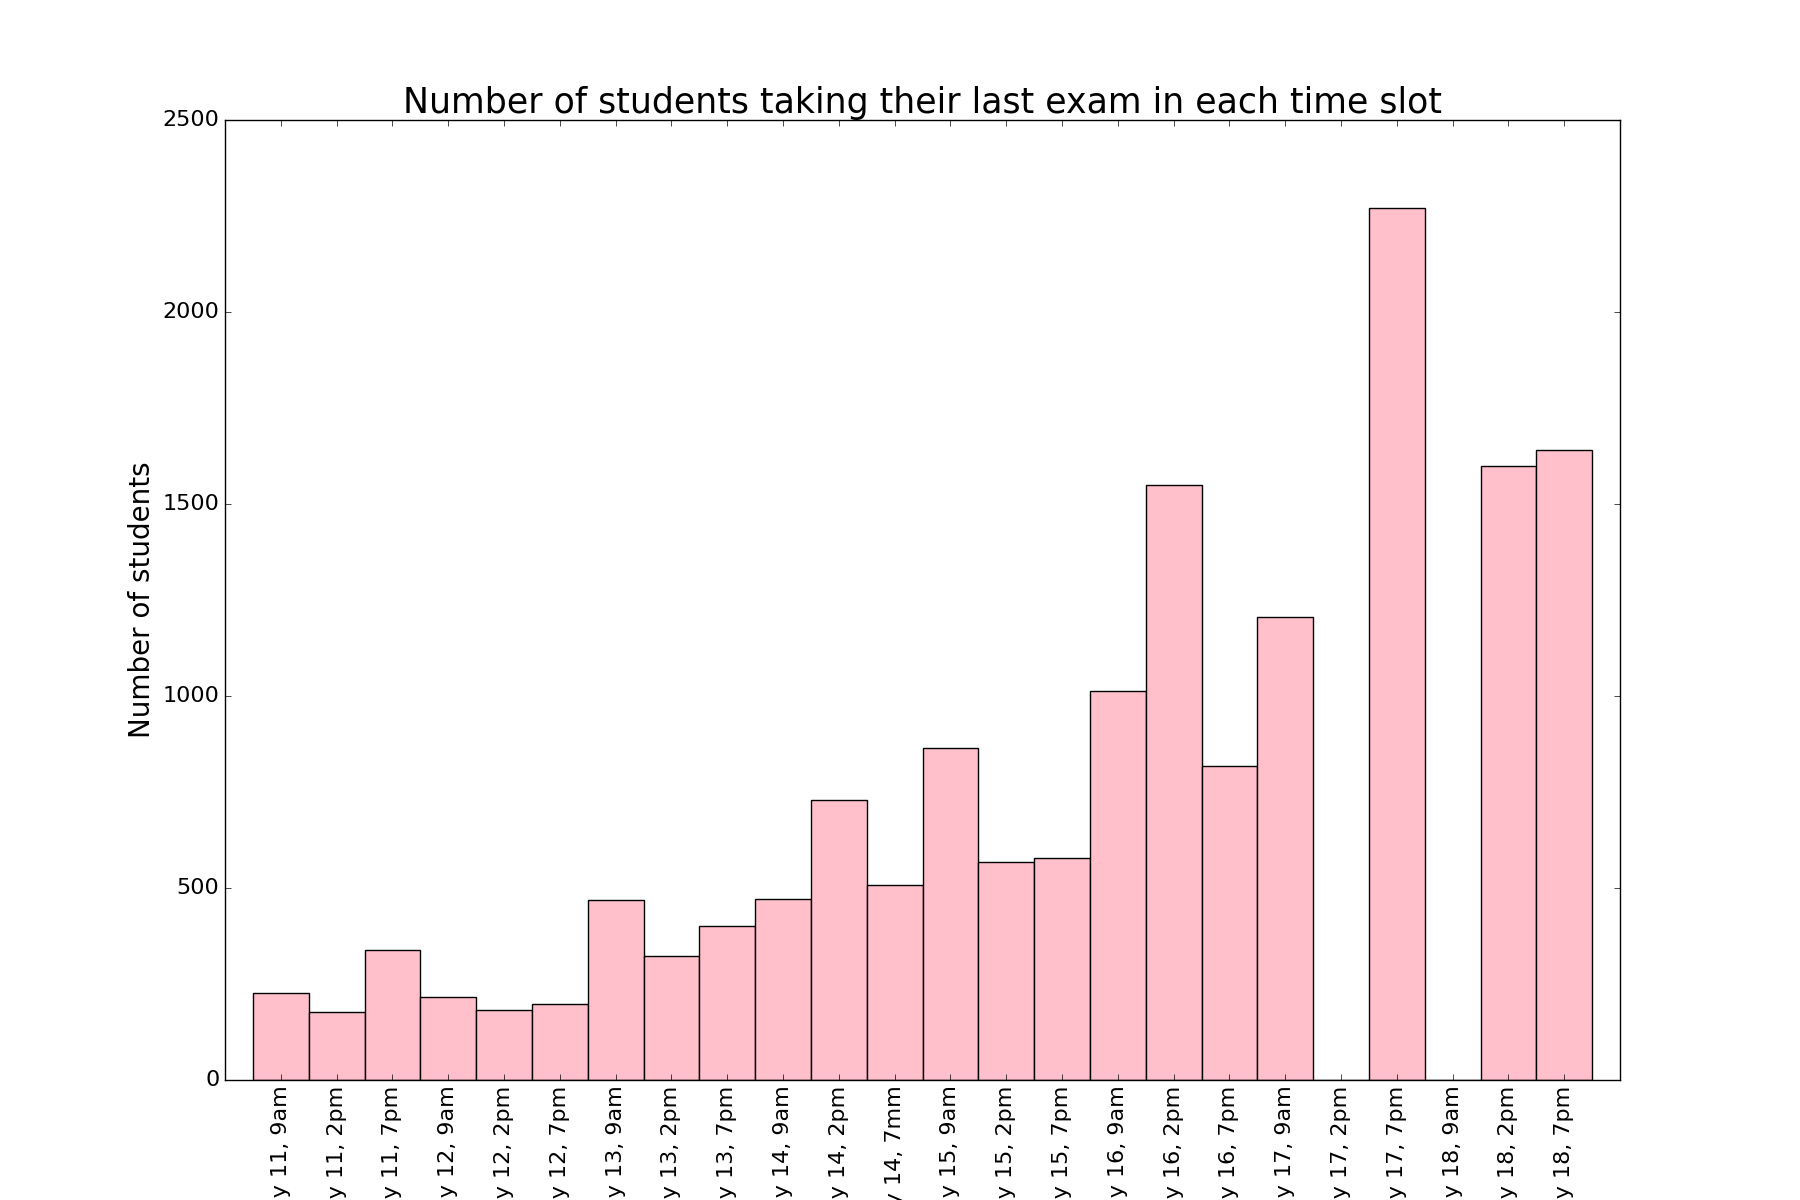 Number of students taking their last exam in each time slot
Number of students
2500
2000
1500
1000
500
0
y 11, 9am
y 11, 2pm
y 11, 7pm
y 12, 9am
y 12, 2pm
y 12, 7pm
y 13, 9am
y 13, 2pm
y 13, 7pm
y 14, 9am
y 14, 2pm
y 14, 7mm
y 15, 9am
y 15, 2pm
y 15, 7pm
y 16, 9am
y 16, 2pm
y 16, 7pm
y 17, 9am
y 17, 2pm
y 17, 7pm
y 18, 9am
y 18, 2pm
y 18, 7pm